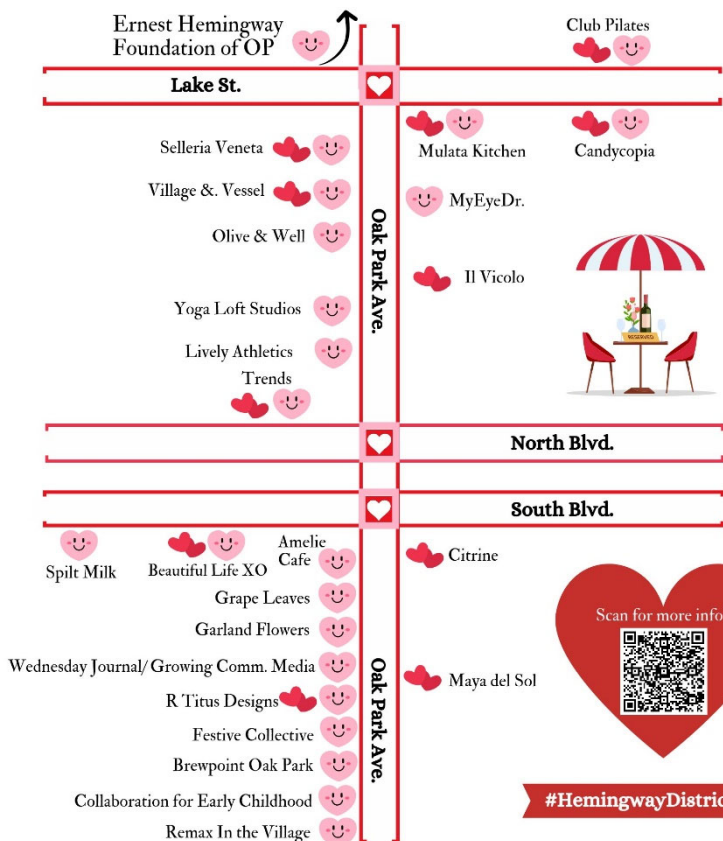 Ernest Hemingway
Foundation of OP
Club Pilates
Lake St.
Selleria Veneta
Mulata Kitchen
Candycopia
Village &. Vessel
MyEyeDr.
Olive & Well
Oak Park Ave.
Il Vicolo
Yoga Loft Studios
RESERVED
Lively Athletics
Trends
North Blvd.
South Blvd.
Spilt Milk
Beautiful Life XO
Amelie
Cafe
Citrine
Grape Leaves
Garland Flowers
Scan for more info
Wednesday Journal/ Growing Comm. Media
Oak Park Ave.
R Titus Designs
Maya del Sol
Festive Collective
Brewpoint Oak Park
Collaboration for Early Childhood
#HemingwayDistric
Remax In the Village